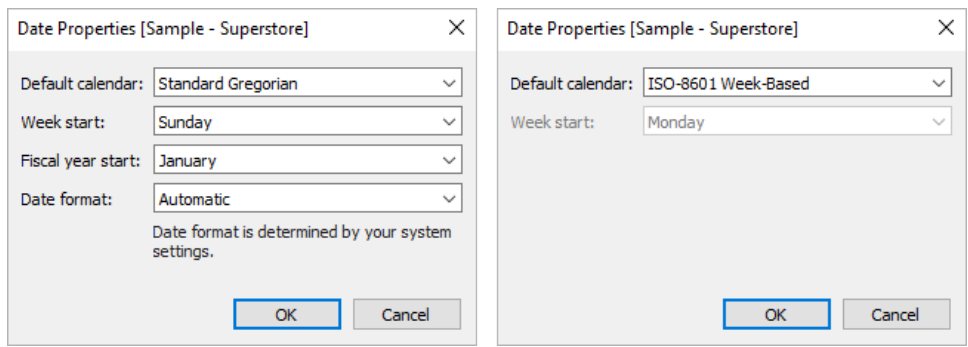 Date Properties [Sample - Superstore]
Default calendar: Standard Gregorian
Week start: Sunday
Fiscal year start: January
Date format: Automatic
Date format is determined by your system
settings.
OK Cancel
Date Properties [Sample - Superstore]
Default calendar: ISO-8601 Week-Based
Week start: Monday
OK Cancel